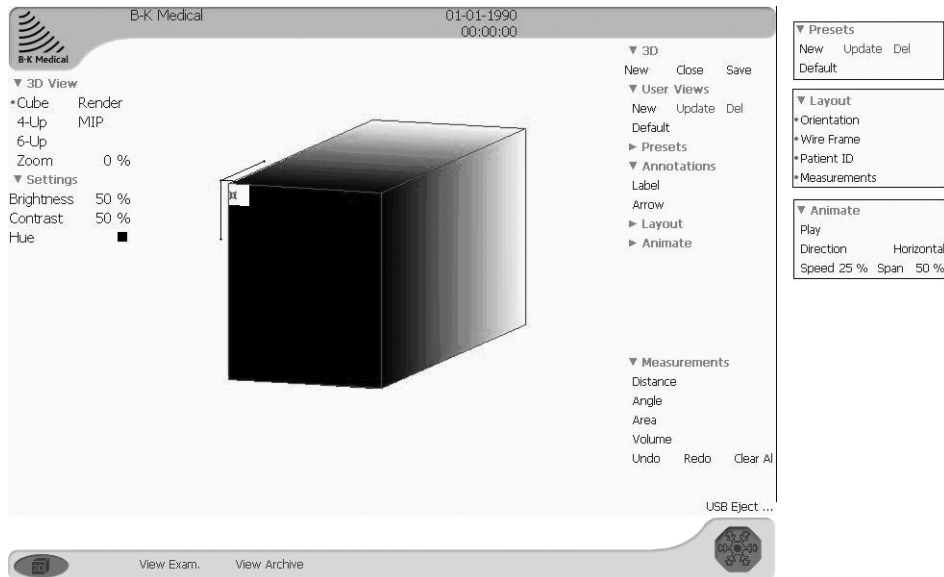 B-K Medical
01-01-1990
00:00:00
B-K Medical
3D View
Cube Render
4-Up MIP
6-Up
Zoom 0 %
Settings
Brightness 50 %
Contrast 50 %
Hue
3D
New Close Save
User Views
New Update Del
Default
Presets
Annotations
Label
Arrow
Layout
Animate
Measurements
Distance
Angle
Area
Volume
Undo Redo Clear Al
USB Eject ...
3D
View Exam. View Archive
Presets
New Update Del
Default
Layout
Orientation
Wire Frame
Patient ID
Measurements
Animate
Play
Direction Horizontal
Speed 25 % Span 50 %